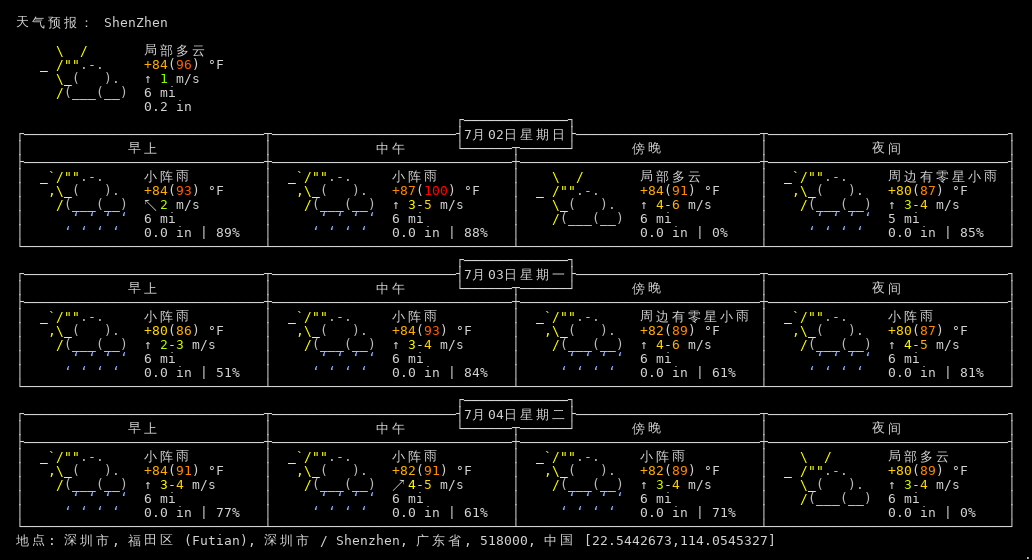 天气预报： ShenZhen
局部多云
+84(96) °F
↑ 1 m/s
6 mi
0.2 in
7月02日星期日
早上 中午 傍晚 夜间
小阵雨 小阵雨 局部多云 周边有零星小雨
+84(93) °F +87(100) °F +84(91) °F +80(87) °F
↖ 2 m/s ↑ 3-5 m/s ↑ 4-6 m/s ↑ 3-4 m/s
6 mi 6 mi 6 mi 5 mi
0.0 in | 89% 0.0 in | 88% 0.0 in | 0% 0.0 in | 85%
7月03日星期一
早上 中午 傍晚 夜间
小阵雨 小阵雨 周边有零星小雨 小阵雨
+80(86) °F +84(93) °F +82(89) °F +80(87) °F
↑ 2-3 m/s ↑ 3-4 m/s ↑ 4-6 m/s ↑ 4-5 m/s
6 mi 6 mi 6 mi 6 mi
0.0 in | 51% 0.0 in | 84% 0.0 in | 61% 0.0 in | 81%
7月04日星期二
早上 中午 傍晚 夜间
小阵雨 小阵雨 小阵雨 局部多云
+84(91) °F +82(91) °F +82(89) °F +80(89) °F
↑ 3-4 m/s ↗ 4-5 m/s ↑ 3-4 m/s ↑ 3-4 m/s
6 mi 6 mi 6 mi 6 mi
0.0 in | 77% 0.0 in | 61% 0.0 in | 71% 0.0 in | 0%
地点: 深圳市, 福田区 (Futian), 深圳市 / Shenzhen, 广东省, 518000, 中国 [22.5442673,114.0545327]